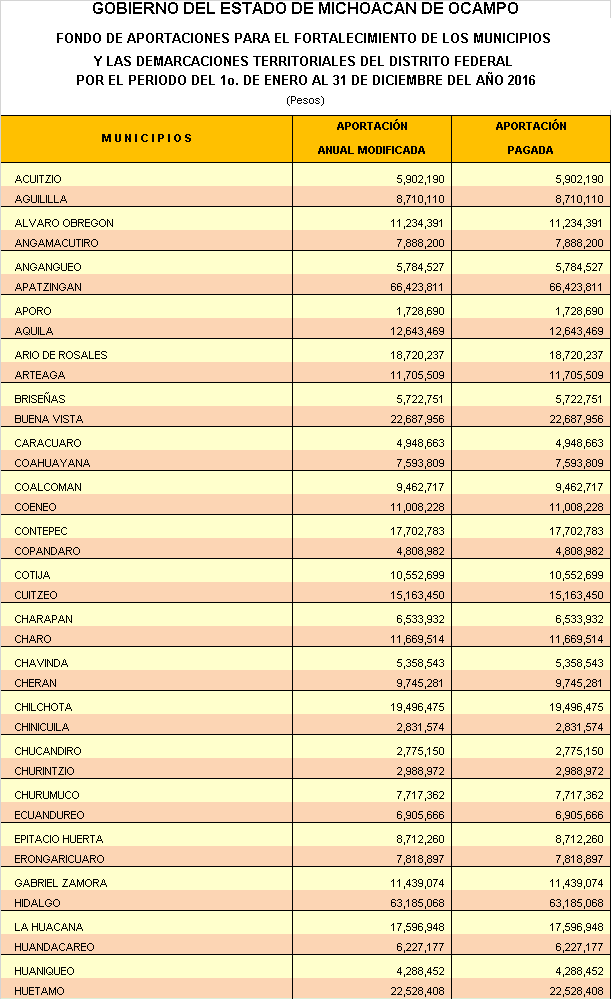 GOBIERNO DEL ESTADO DE MICHOACAN DE OCAMPO
FONDO DE APORTACIONES PARA EL FORTALECIMIENTO DE LOS MUNICIPIOS
Y LAS DEMARCACIONES TERRITORIALES DEL DISTRITO FEDERAL
POR EL PERIODO DEL 1o. DE ENERO AL 31 DE DICIEMBRE DEL AÑO 2016
(Pesos)
MUNICIPIOS APORTACIÓN ANUAL MODIFICADA APORTACIÓN PAGADA
ACUITZIO 5,902,190 5,902,190
AGUILILLA 8,710,110 8,710,110
ALVARO OBREGON 11,234,391 11,234,391
ANGAMACUTIRO 7,888,200 7,888,200
ANGANGUEO 5,784,527 5,784,527
APATZINGAN 66,423,811 66,423,811
APORO 1,728,690 1,728,690
AQUILA 12,643,469 12,643,469
ARIO DE ROSALES 18,720,237 18,720,237
ARTEAGA 11,705,509 11,705,509
BRISEÑAS 5,722,751 5,722,751
BUENA VISTA 22,687,956 22,687,956
CARACUARO 4,948,663 4,948,663
COAHUAYANA 7,593,809 7,593,809
COALCOMAN 9,462,717 9,462,717
COENEO 11,008,228 11,008,228
CONTEPEC 17,702,783 17,702,783
COPANDARO 4,808,982 4,808,982
COTIJA 10,552,699 10,552,699
CUITZEO 15,163,450 15,163,450
CHARAPAN 6,533,932 6,533,932
CHARO 11,669,514 11,669,514
CHAVINDA 5,358,543 5,358,543
CHERAN 9,745,281 9,745,281
CHILCHOTA 19,496,475 19,496,475
CHINICUILA 2,831,574 2,831,574
CHUCANDIRO 2,775,150 2,775,150
CHURINTZIO 2,988,972 2,988,972
CHURUMUCO 7,717,362 7,717,362
ECUANDUREO 6,905,666 6,905,666
EPITACIO HUERTA 8,712,260 8,712,260
ERONGARICUARO 7,818,897 7,818,897
GABRIEL ZAMORA 11,439,074 11,439,074
HIDALGO 63,185,068 63,185,068
LA HUACANA 17,596,948 17,596,948
HUANDACAREO 6,227,177 6,227,177
HUANIQUEO 4,288,452 4,288,452
HUETAMO 22,528,408 22,528,408